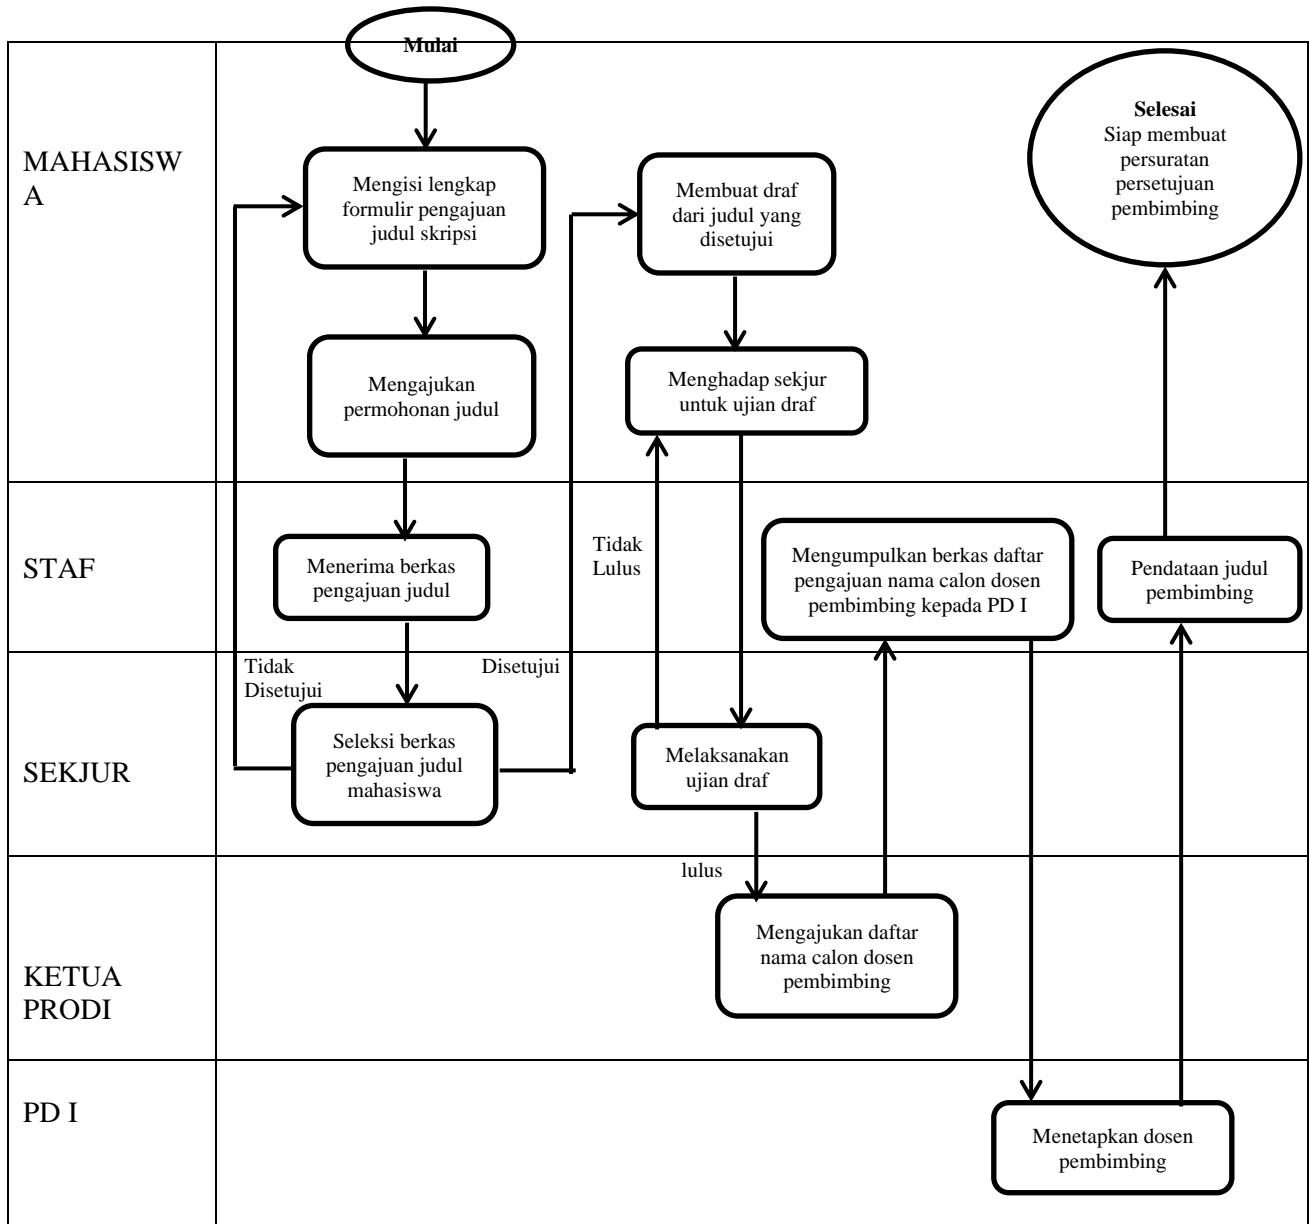 Mulai
MAHASISW
A
Mengisi lengkap
formulir pengajuan
judul skripsi
Membuat draf
dari judul yang
disetujui
Selesai
Siap membuat
persuratan
persetujuan
pembimbing
Mengajukan
permohonan judul
Menghadap sekjur
untuk ujian draf
STAF
Menerima berkas
pengajuan judul
Tidak
Lulus
Mengumpulkan berkas daftar
pengajuan nama calon dosen
pembimbing kepada PD I
Pendataan judul
pembimbing
SEKJUR
Tidak
Disetujui
Disetujui
Seleksi berkas
pengajuan judul
mahasiswa
Melaksanakan
ujian draf
KETUA
PRODI
lulus
Mengajukan daftar
nama calon dosen
pembimbing
PD I
Menetapkan dosen
pembimbing